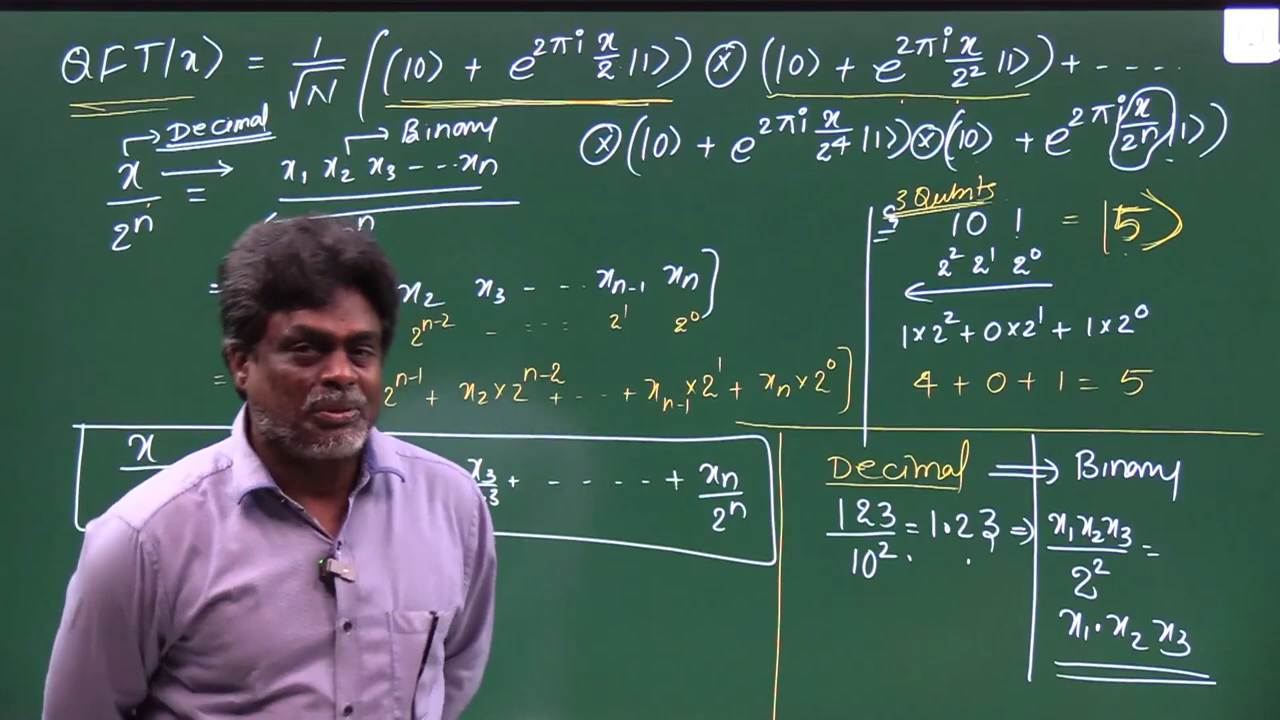 QFT|x⟩ = 1/√N ((|0⟩ + e^{2πi x/2} |1⟩) ⊗ (|0⟩ + e^{2πi x/2²} |1⟩) + - - - -
⊗ (|0⟩ + e^{2πi x/2⁴} |1⟩) ⊗ (|0⟩ + e^{2πi x/2ⁿ} |1⟩))
→ Decimal
→ Binary
x/2ⁿ → = x₁ x₂ x₃ - - - xₙ / ⁿ
= x₂ x₃ - - - - xₙ₋₁ xₙ ]
2ⁿ⁻² - - - - 2¹ 2⁰
= 2ⁿ⁻¹ + x₂ × 2ⁿ⁻² + - - - + xₙ₋₁ × 2¹ + xₙ × 2⁰ ]
x x₃/ ³ + - - - - - + xₙ/2ⁿ
3 Qubits
101 = |5⟩
2² 2¹ 2⁰
1×2² + 0×2¹ + 1×2⁰
4 + 0 + 1 = 5
Decimal ⟹ Binary
123/10² = 1.23 ⇒ x₁x₂x₃/2² =
x₁.x₂x₃